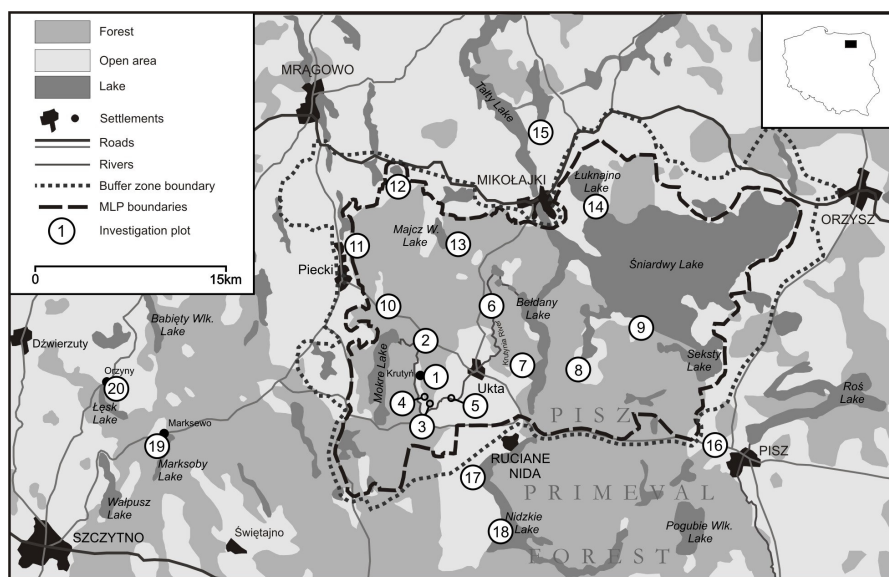 Forest
Open area
Lake
Settlements
Roads
Rivers
Buffer zone boundary
MLP boundaries
1
Investigation plot
0
15km
MRĄGOWO
Tałty Lake
15
MIKOŁAJKI
12
Łuknajno
Lake
14
ORZYSZ
11
Majcz W.
Lake
13
Piecki
Śniardwy Lake
10
6
Bełdany
Lake
Babięty Wlk.
Lake
Krutynia River
9
2
Dźwierzuty
Mokre Lake
Seksty
Lake
Orzyny
20
Krutyń
1
7
8
Ukta
Roś
Lake
Łęsk
Lake
4
5
3
PISZ
Marksewo
19
RUCIANE
NIDA
16
PISZ
Marksoby
Lake
17
PRIMEVAL
Wałpusz
Lake
Nidzkie
Lake
18
Pogubie Wlk.
Lake
SZCZYTNO
Świętajno
FOREST